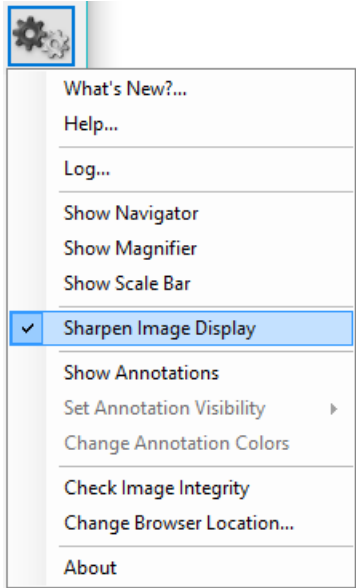 What's New?...
Help...
Log...
Show Navigator
Show Magnifier
Show Scale Bar
Sharpen Image Display
Show Annotations
Set Annotation Visibility
Change Annotation Colors
Check Image Integrity
Change Browser Location...
About